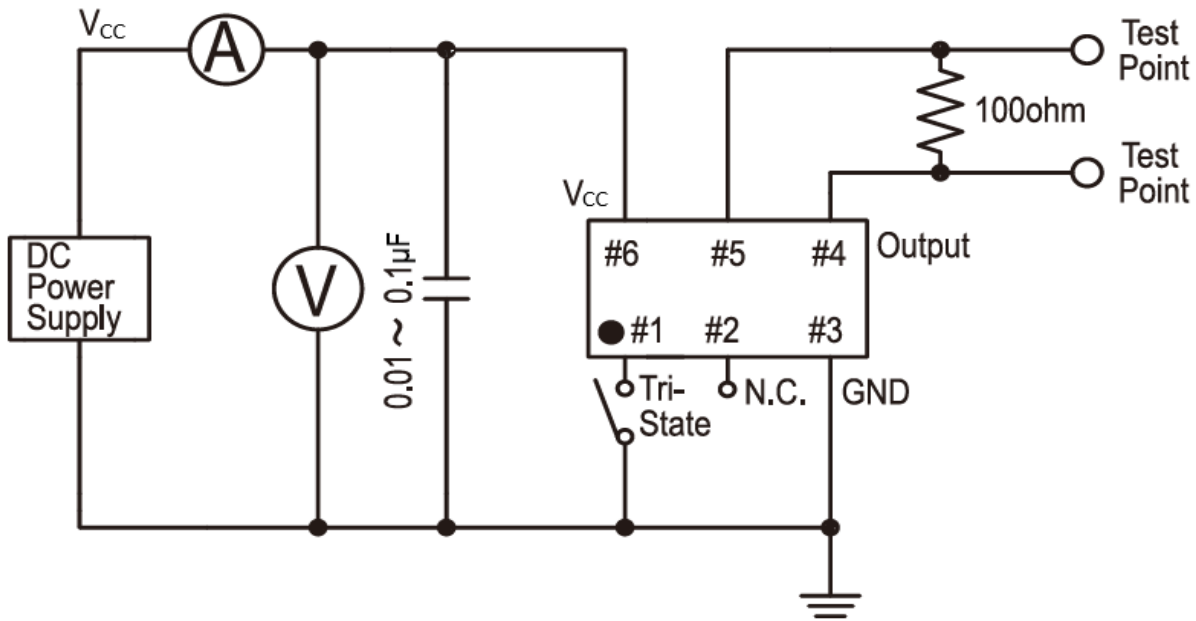 VCC
A
Test
Point
100ohm
Test
Point
VCC
DC
Power
Supply
V
0.01 ~ 0.1µF
#6 #5 #4
Output
#1 #2 #3
Tri-
State
N.C.
GND